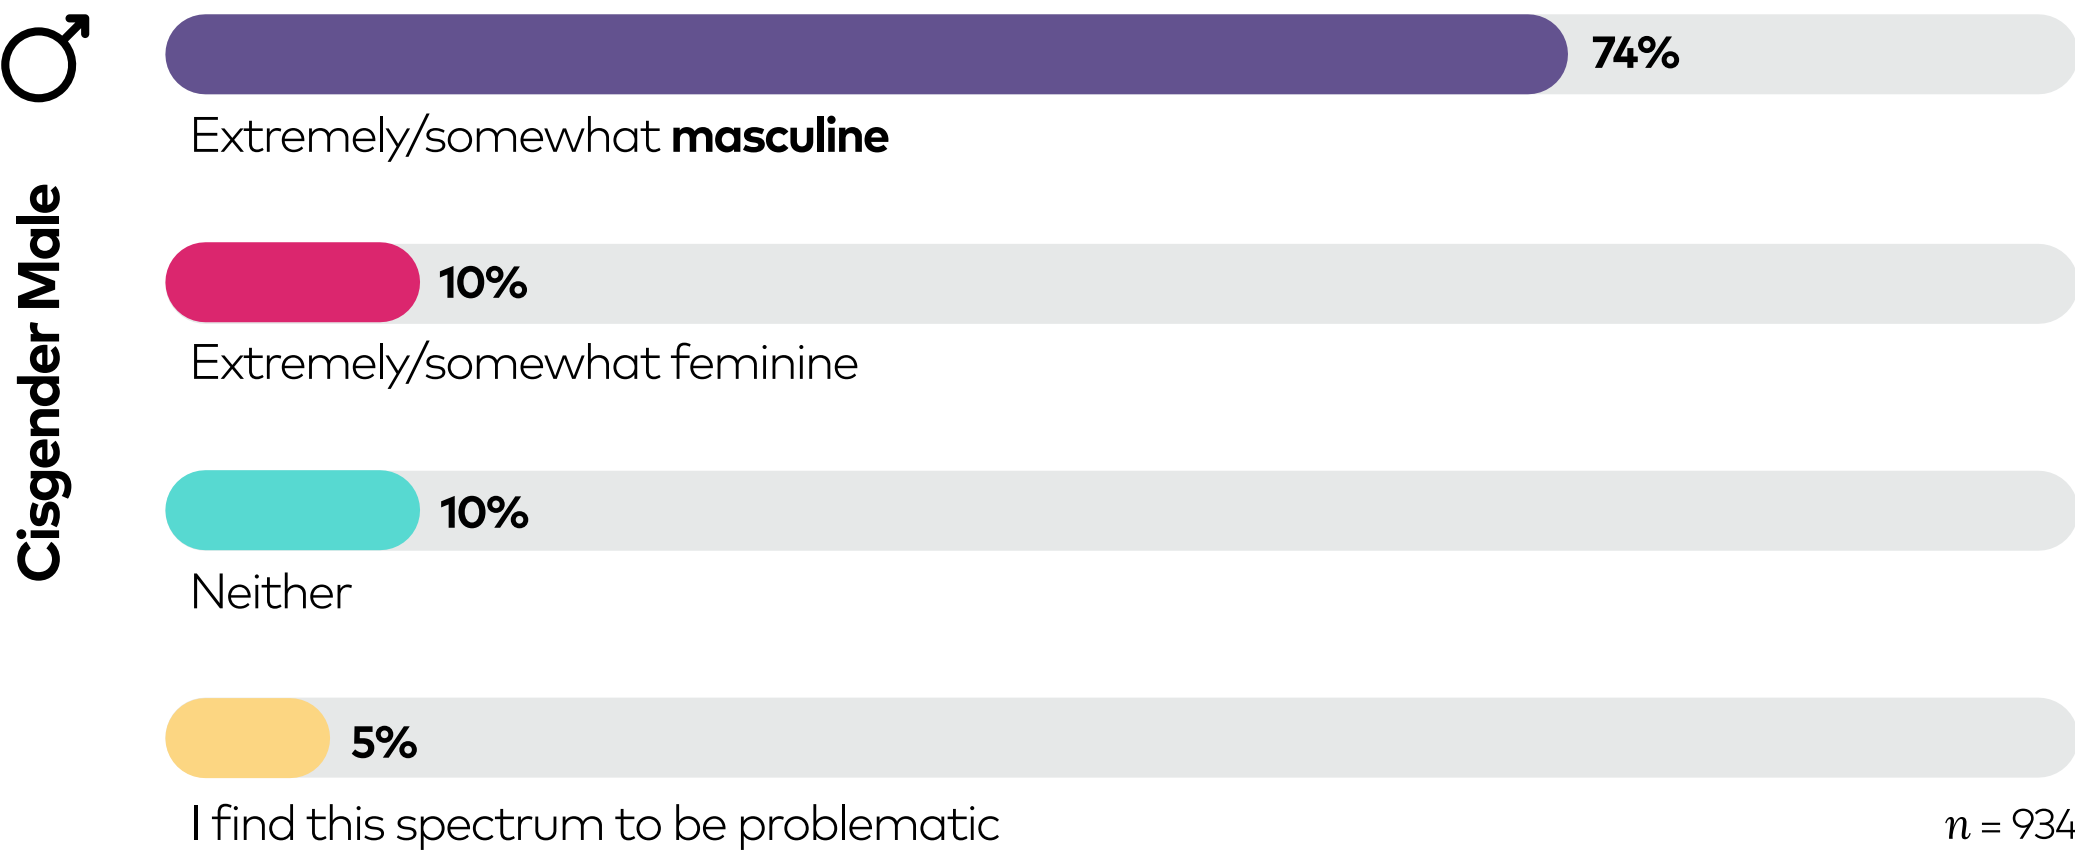 Cisgender Male
74%
Extremely/somewhat masculine
10%
Extremely/somewhat feminine
10%
Neither
5%
I find this spectrum to be problematic
n = 934